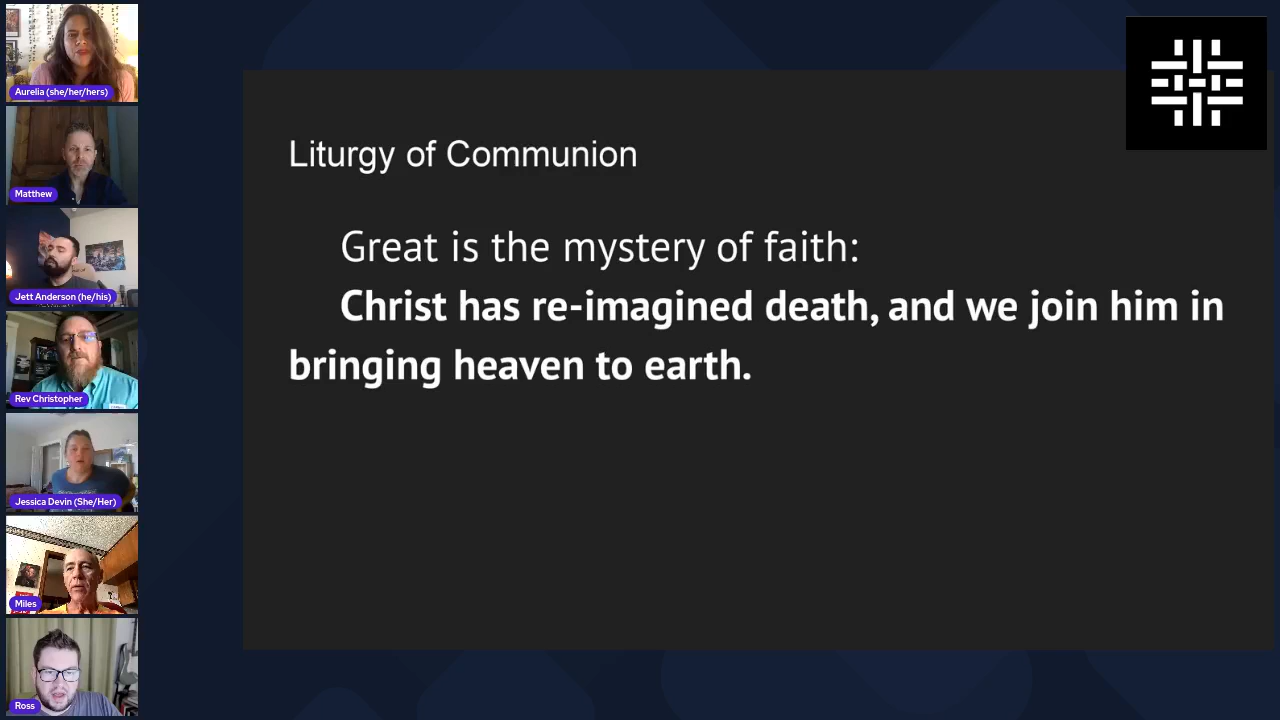 Aurelia (she/her/hers)
Matthew
Jett Anderson (he/his)
Rev Christopher
Jessica Devin (She/Her)
Miles
Ross
Liturgy of Communion
Great is the mystery of faith:
Christ has re-imagined death, and we join him in
bringing heaven to earth.